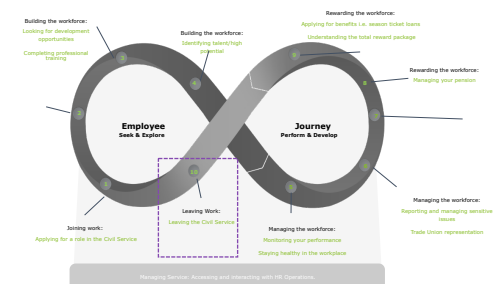 Rewarding the workforce:
Applying for benefits i.e. season ticket loans
Understanding the total reward package
Building the workforce:
Looking for development
opportunities
Completing professional
training
Building the workforce:
Identifying talent/high
potential
Rewarding the workforce:
Managing your pension
Employee
Seek & Explore
Journey
Perform & Develop
Leaving Work:
Leaving the Civil Service
Joining work:
Applying for a role in the Civil Service
Managing the workforce:
Monitoring your performance
Staying healthy in the workplace
Managing the workforce:
Reporting and managing sensitive
issues
Trade Union representation
Managing Service: Accessing and interacting with HR Operations.